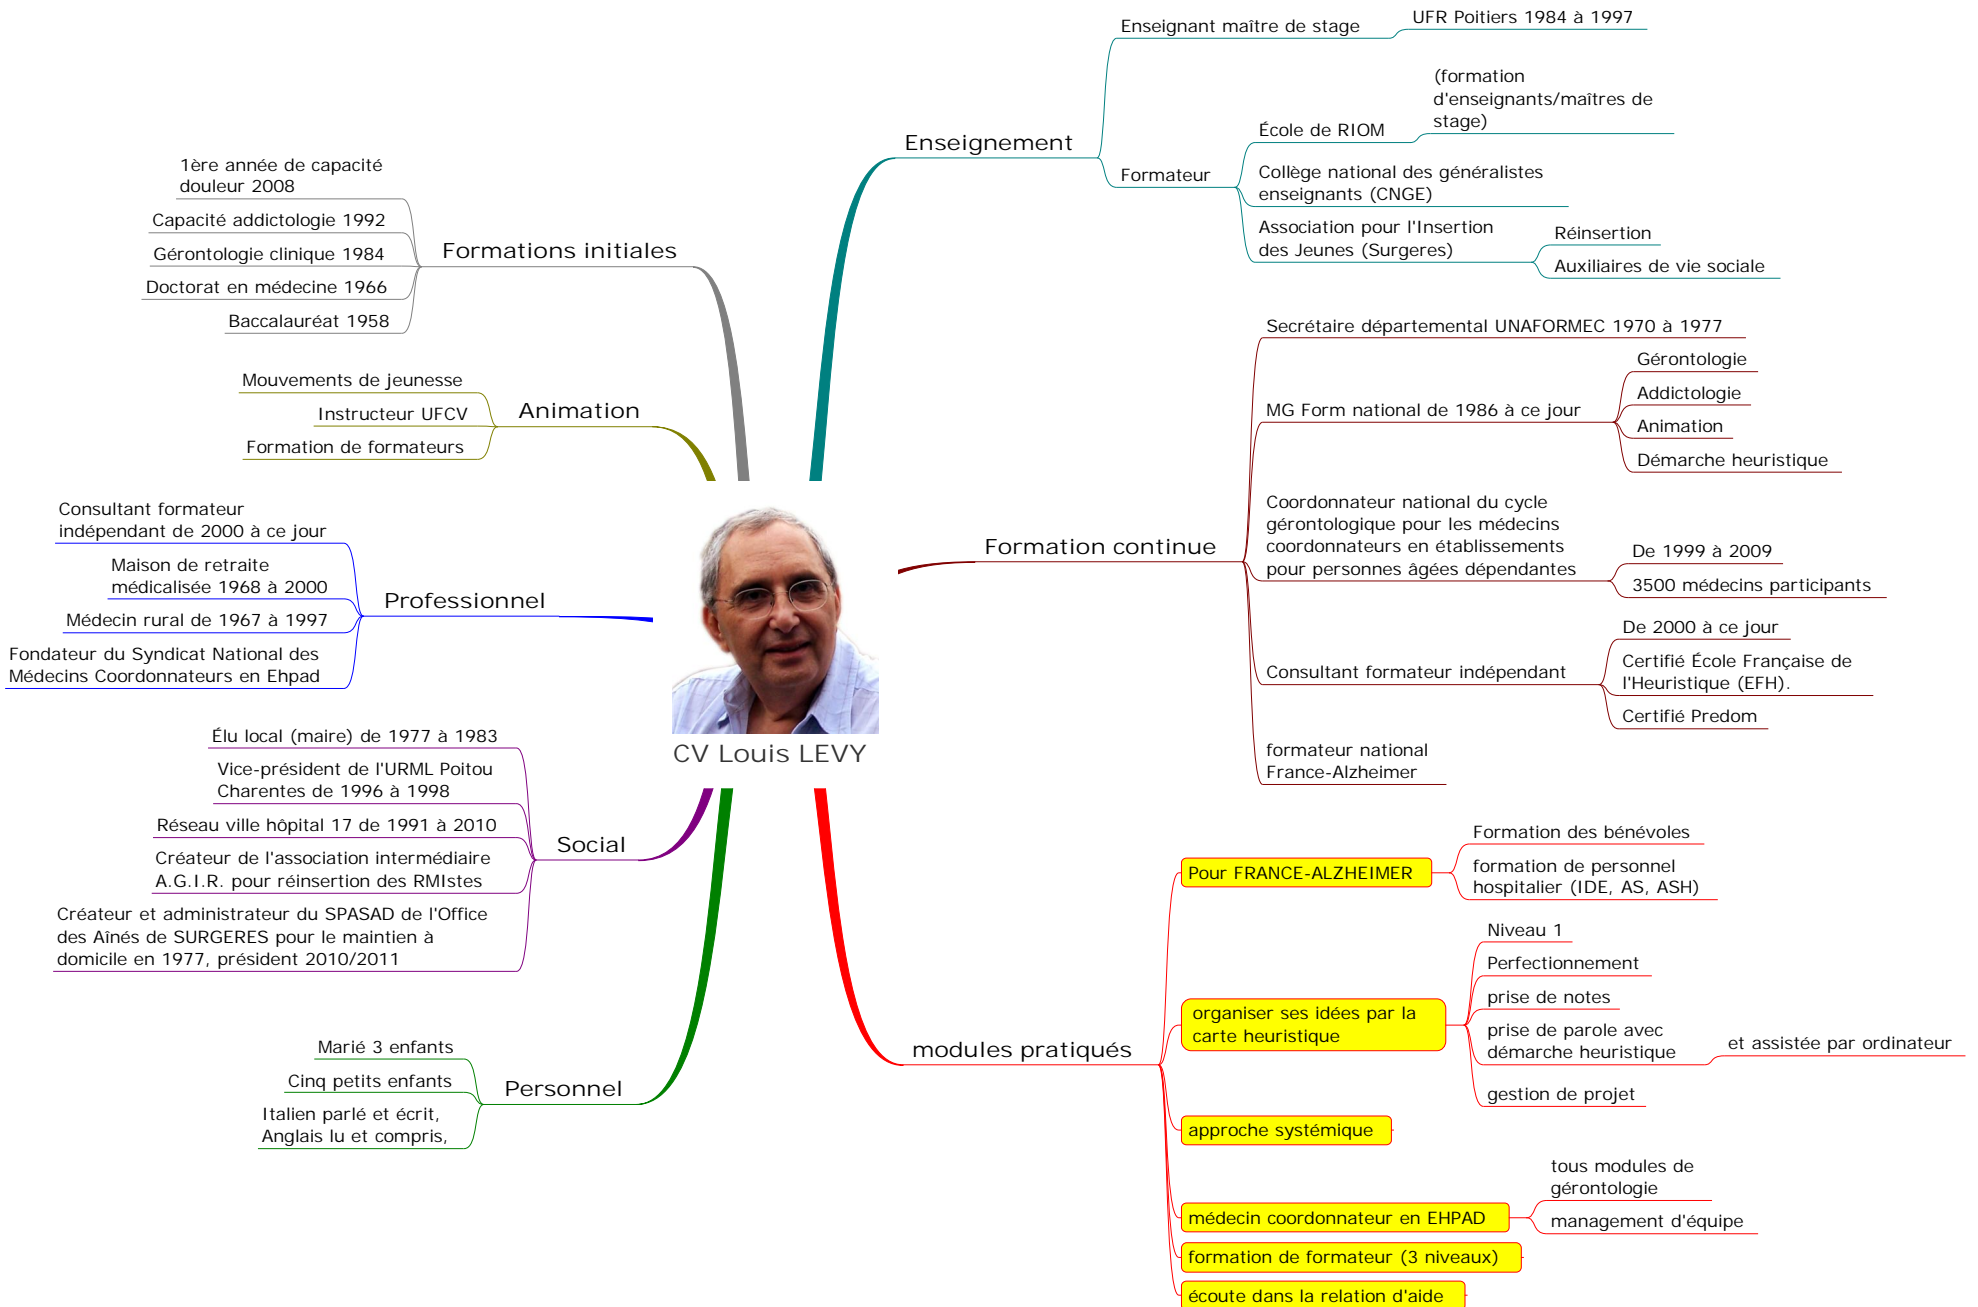 CV Louis LEVY
Enseignement
Enseignant maître de stage
UFR Poitiers 1984 à 1997
Formateur
École de RIOM
(formation
d'enseignants/maîtres de
stage)
Collège national des généralistes
enseignants (CNGE)
Association pour l'Insertion
des Jeunes (Surgeres)
Réinsertion
Auxiliaires de vie sociale
Formation continue
Secrétaire départemental UNAFORMEC 1970 à 1977
MG Form national de 1986 à ce jour
Gérontologie
Addictologie
Animation
Démarche heuristique
Coordonnateur national du cycle
gérontologique pour les médecins
coordonnateurs en établissements
pour personnes âgées dépendantes
De 1999 à 2009
3500 médecins participants
Consultant formateur indépendant
De 2000 à ce jour
Certifié École Française de
l'Heuristique (EFH).
Certifié Predom
formateur national
France-Alzheimer
modules pratiqués
Pour FRANCE-ALZHEIMER
Formation des bénévoles
formation de personnel
hospitalier (IDE, AS, ASH)
organiser ses idées par la
carte heuristique
Niveau 1
Perfectionnement
prise de notes
prise de parole avec
démarche heuristique
et assistée par ordinateur
gestion de projet
approche systémique
médecin coordonnateur en EHPAD
tous modules de
gérontologie
management d'équipe
formation de formateur (3 niveaux)
écoute dans la relation d'aide
Formations initiales
1ère année de capacité
douleur 2008
Capacité addictologie 1992
Gérontologie clinique 1984
Doctorat en médecine 1966
Baccalauréat 1958
Animation
Mouvements de jeunesse
Instructeur UFCV
Formation de formateurs
Professionnel
Consultant formateur
indépendant de 2000 à ce jour
Maison de retraite
médicalisée 1968 à 2000
Médecin rural de 1967 à 1997
Fondateur du Syndicat National des
Médecins Coordonnateurs en Ehpad
Social
Élu local (maire) de 1977 à 1983
Vice-président de l'URML Poitou
Charentes de 1996 à 1998
Réseau ville hôpital 17 de 1991 à 2010
Créateur de l'association intermédiaire
A.G.I.R. pour réinsertion des RMIstes
Créateur et administrateur du SPASAD de l'Office
des Aînés de SURGERES pour le maintien à
domicile en 1977, président 2010/2011
Personnel
Marié 3 enfants
Cinq petits enfants
Italien parlé et écrit,
Anglais lu et compris,